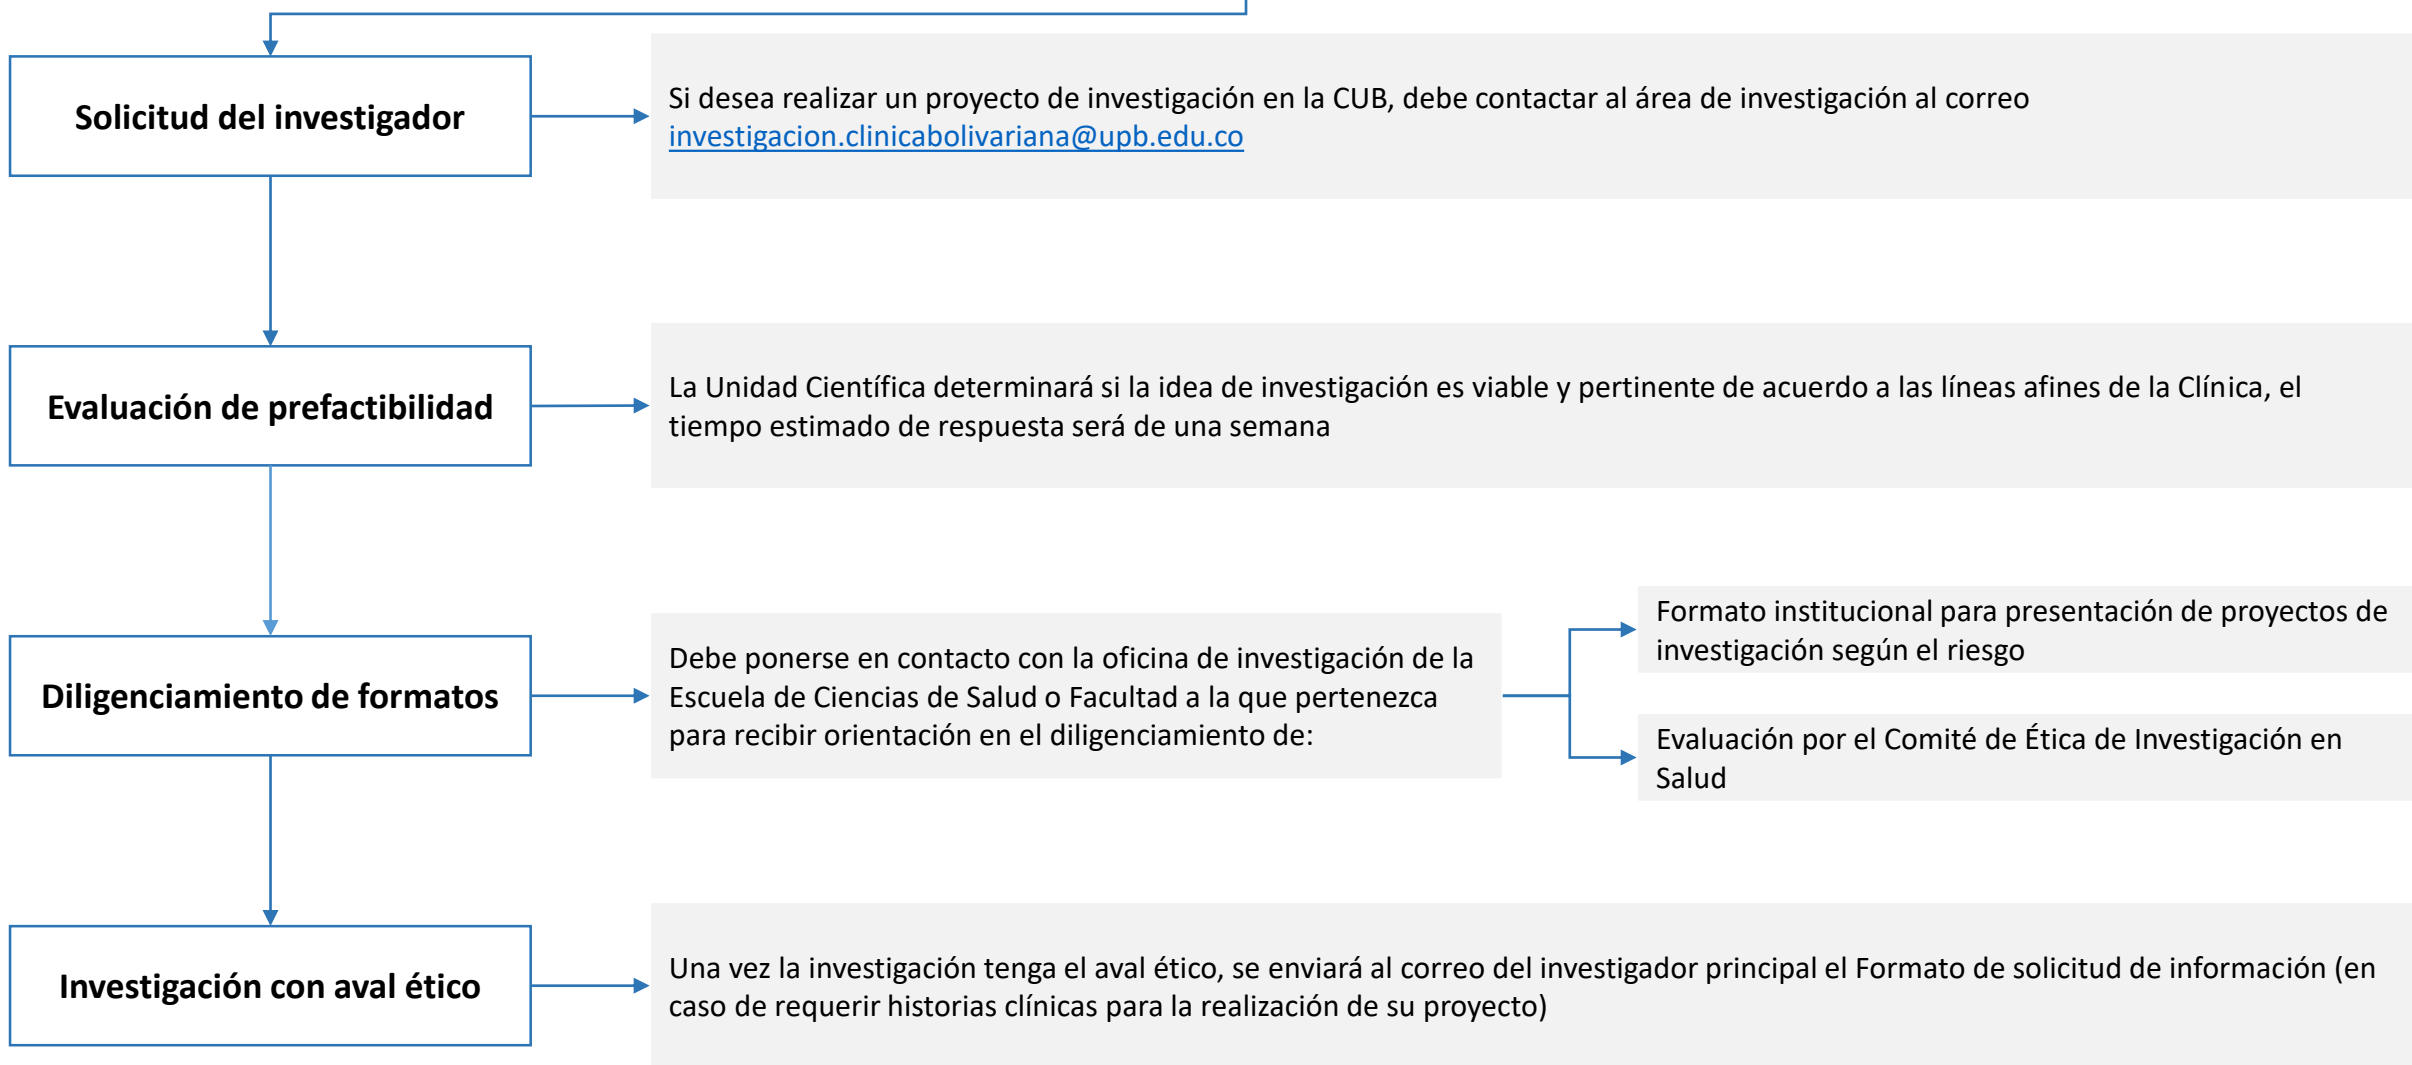 Solicitud del investigador
Si desea realizar un proyecto de investigación en la CUB, debe contactar al área de investigación al correo
investigacion.clinicabolivariana@upb.edu.co
Evaluación de prefactibilidad
La Unidad Científica determinará si la idea de investigación es viable y pertinente de acuerdo a las líneas afines de la Clínica, el
tiempo estimado de respuesta será de una semana
Diligenciamiento de formatos
Debe ponerse en contacto con la oficina de investigación de la
Escuela de Ciencias de Salud o Facultad a la que pertenezca
para recibir orientación en el diligenciamiento de:
Formato institucional para presentación de proyectos de
investigación según el riesgo
Evaluación por el Comité de Ética de Investigación en
Salud
Investigación con aval ético
Una vez la investigación tenga el aval ético, se enviará al correo del investigador principal el Formato de solicitud de información (en
caso de requerir historias clínicas para la realización de su proyecto)